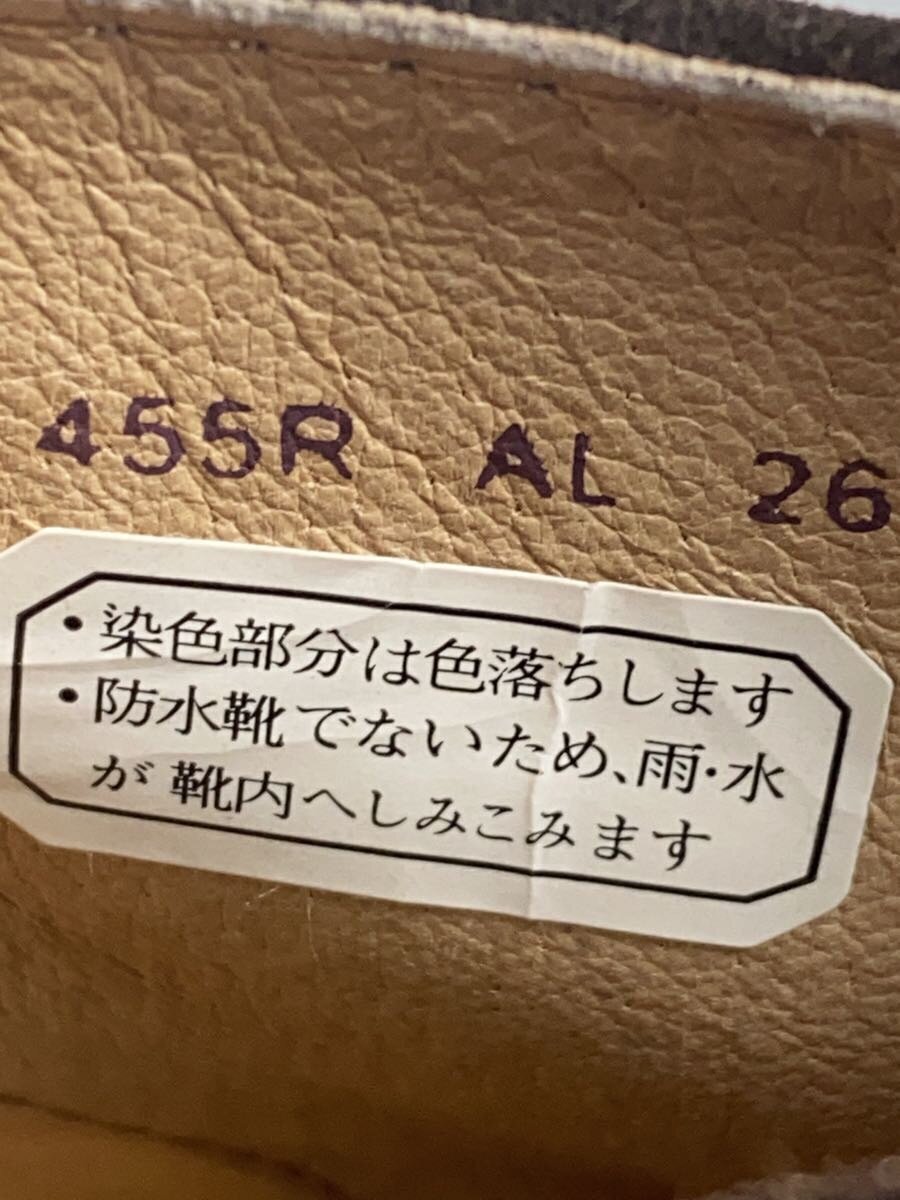 455R AL 26
・染色部分は色落ちします
・防水靴でないため、雨・水
が靴内へしみこみます